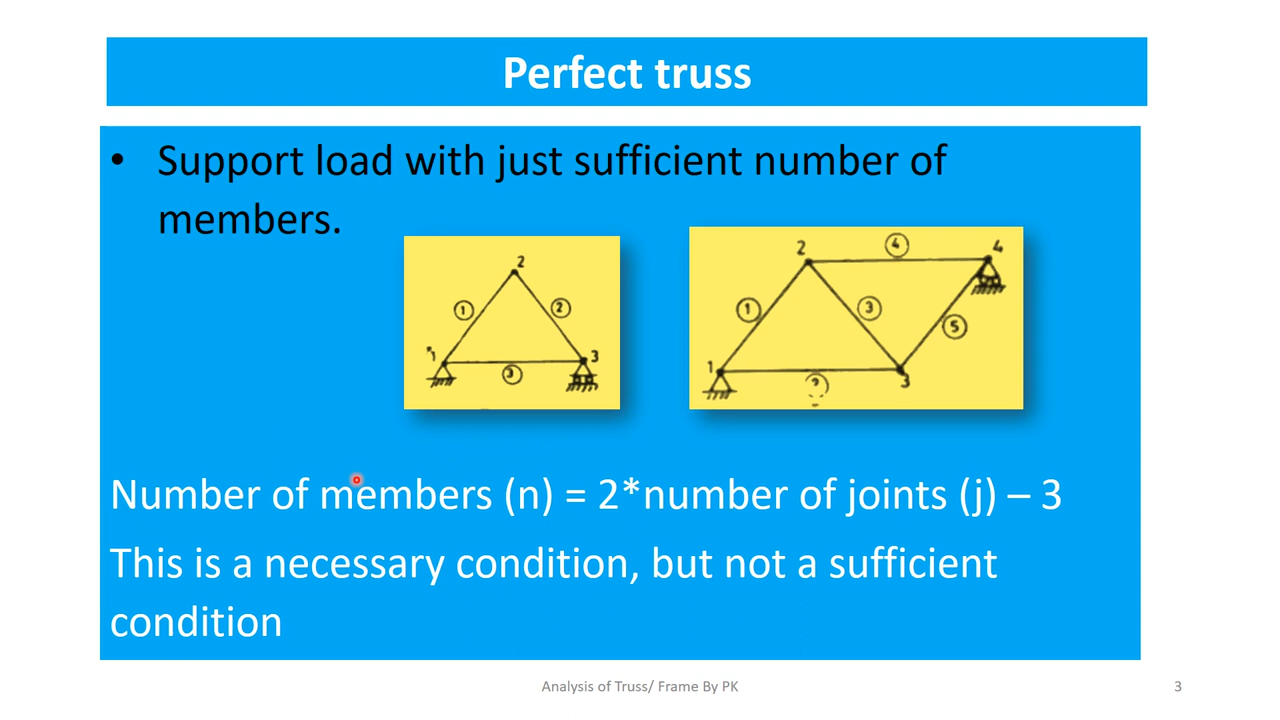 Perfect truss
• Support load with just sufficient number of
members.
2
1
2
1
3
3
2
4
4
1
3
5
1
3
2
Number of members (n) = 2*number of joints (j) – 3
This is a necessary condition, but not a sufficient
condition
Analysis of Truss/ Frame By PK
3